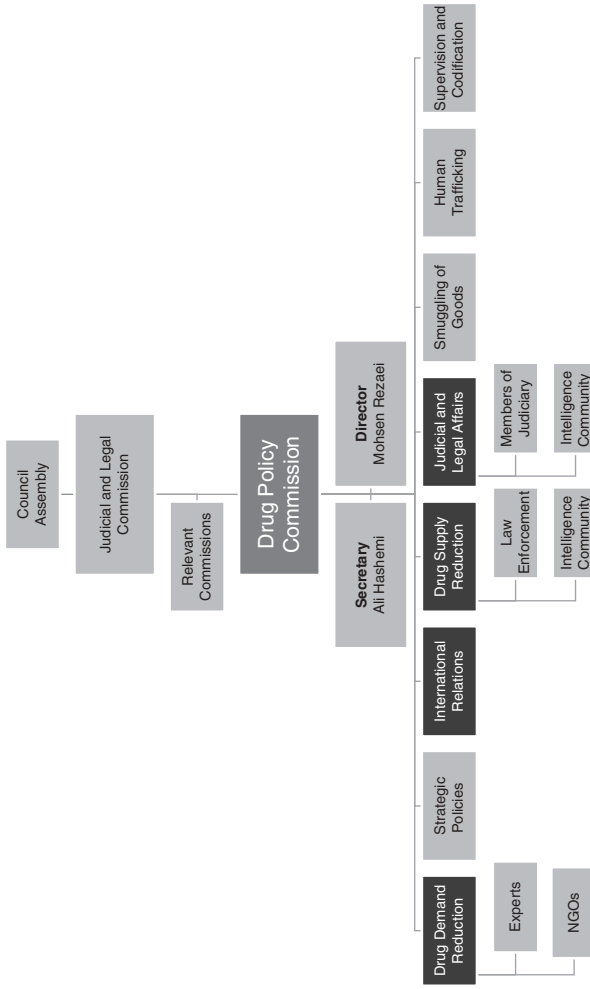 Council
Assembly
Judicial and Legal
Commission
Relevant
Commissions
Drug Policy
Commission
Secretary
Ali Hashemi
Director
Mohsen Rezaei
Drug Demand
Reduction
Experts
NGOs
Strategic
Policies
International
Relations
Drug Supply
Reduction
Law
Enforcement
Intelligence
Community
Judicial and
Legal Affairs
Members of
Judiciary
Intelligence
Community
Smuggling of
Goods
Human
Trafficking
Supervision and
Codification